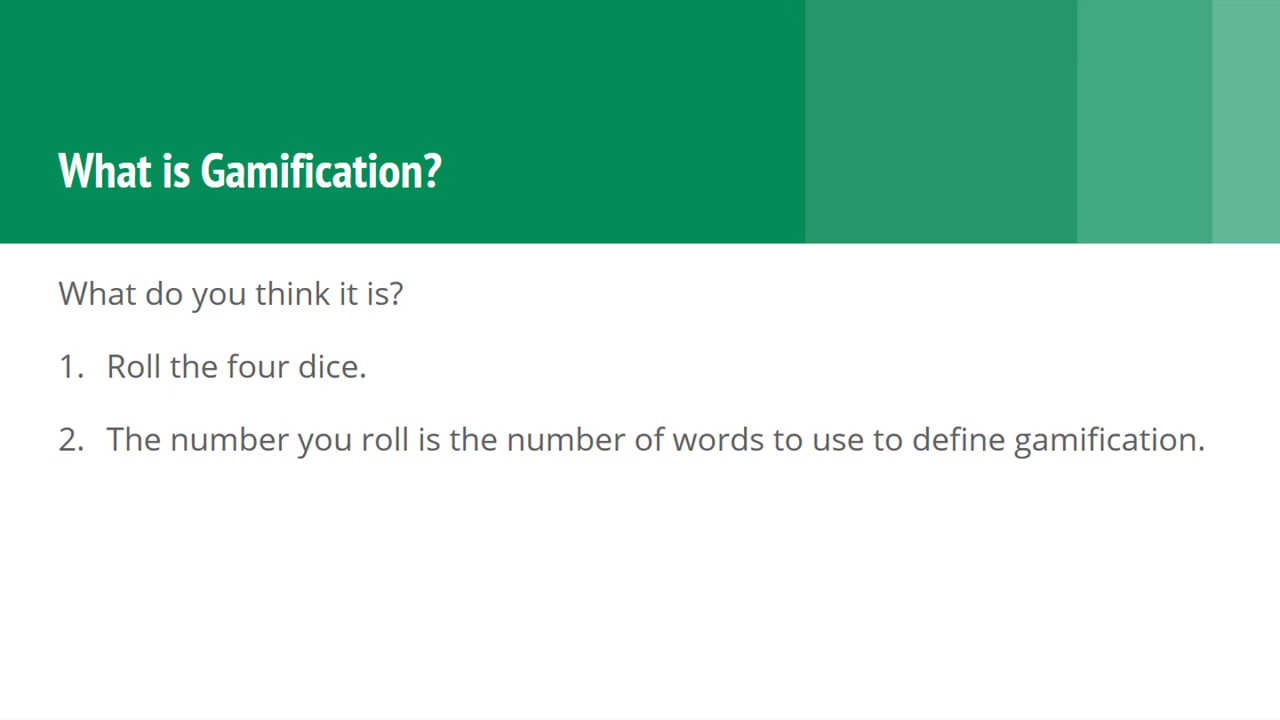 What is Gamification?
What do you think it is?
1. Roll the four dice.
2. The number you roll is the number of words to use to define gamification.